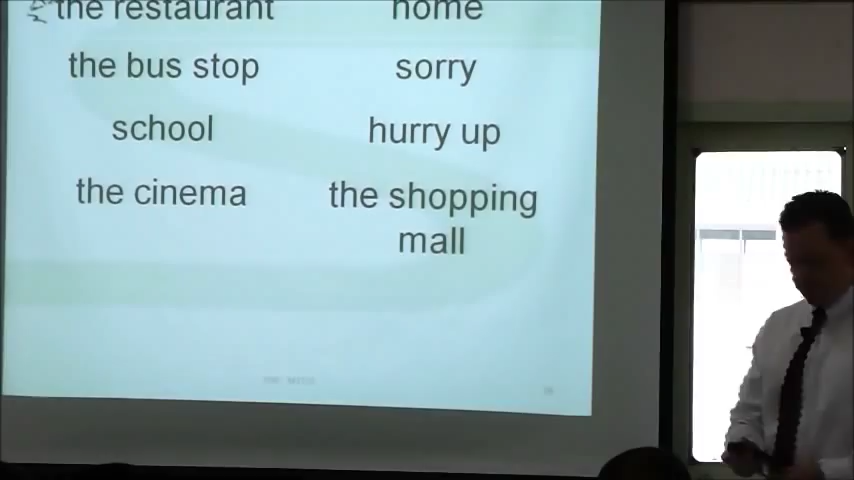 the restaurant home
the bus stop sorry
school hurry up
the cinema the shopping
mall